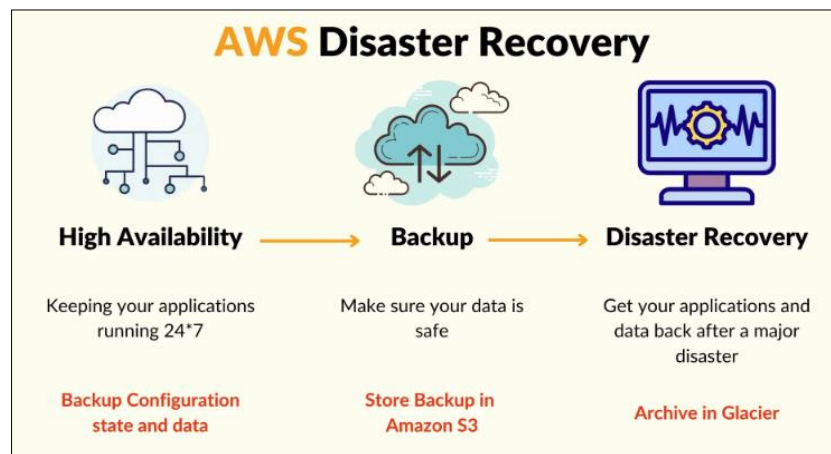 AWS Disaster Recovery
High Availability
Backup
Disaster Recovery
Keeping your applications
running 24*7
Make sure your data is
safe
Get your applications and
data back after a major
disaster
Backup Configuration
state and data
Store Backup in
Amazon S3
Archive in Glacier